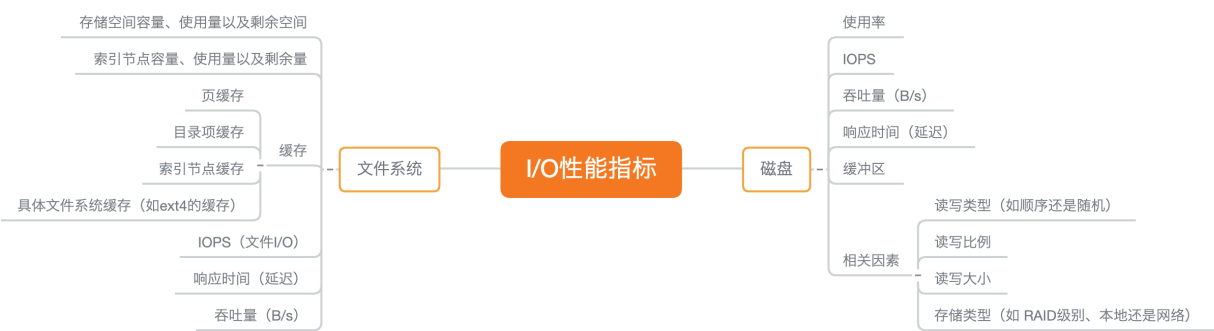 I/O性能指标
文件系统
存储空间容量、使用量以及剩余空间
索引节点容量、使用量以及剩余量
缓存
页缓存
目录项缓存
索引节点缓存
具体文件系统缓存（如ext4的缓存）
IOPS（文件I/O）
响应时间（延迟）
吞吐量（B/s）
磁盘
使用率
IOPS
吞吐量（B/s）
响应时间（延迟）
缓冲区
相关因素
读写类型（如顺序还是随机）
读写比例
读写大小
存储类型（如 RAID级别、本地还是网络）